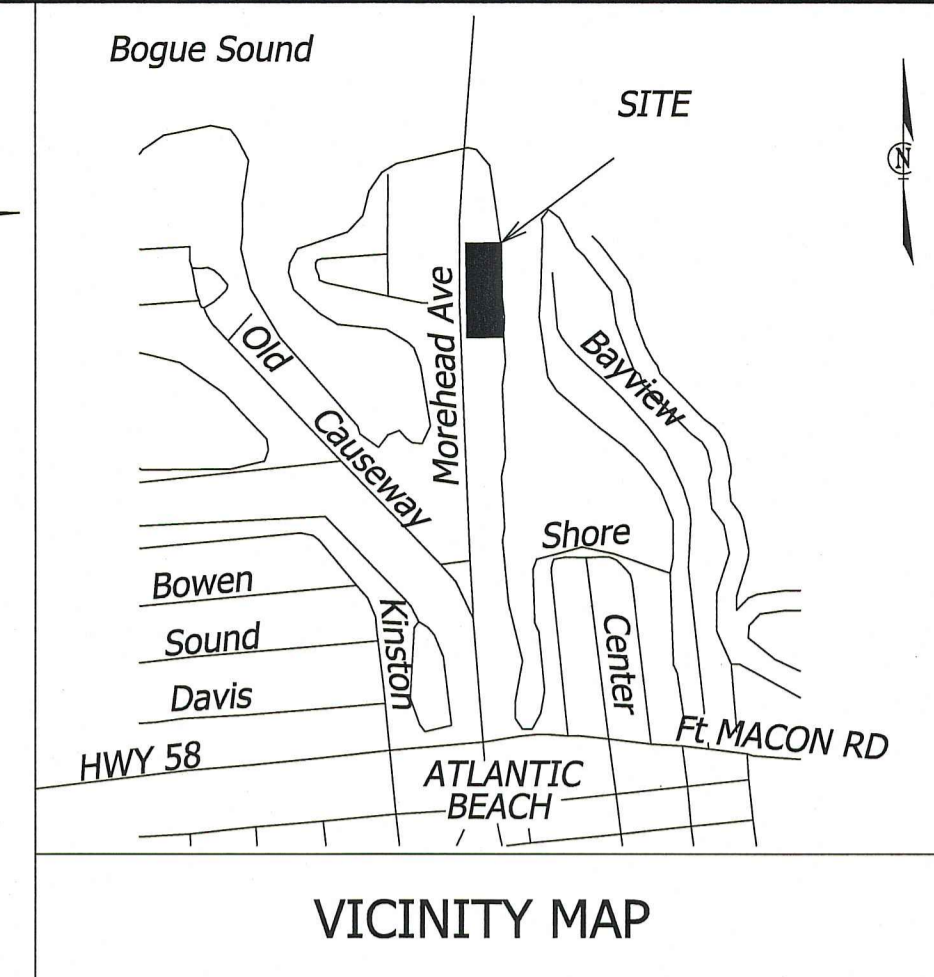 Bogue Sound
SITE
N
Morehead Ave
Old
Causeway
Bayview
Shore
Bowen
Sound
Davis
Kinston
Center
HWY 58
Ft MACON RD
ATLANTIC
BEACH
VICINITY MAP